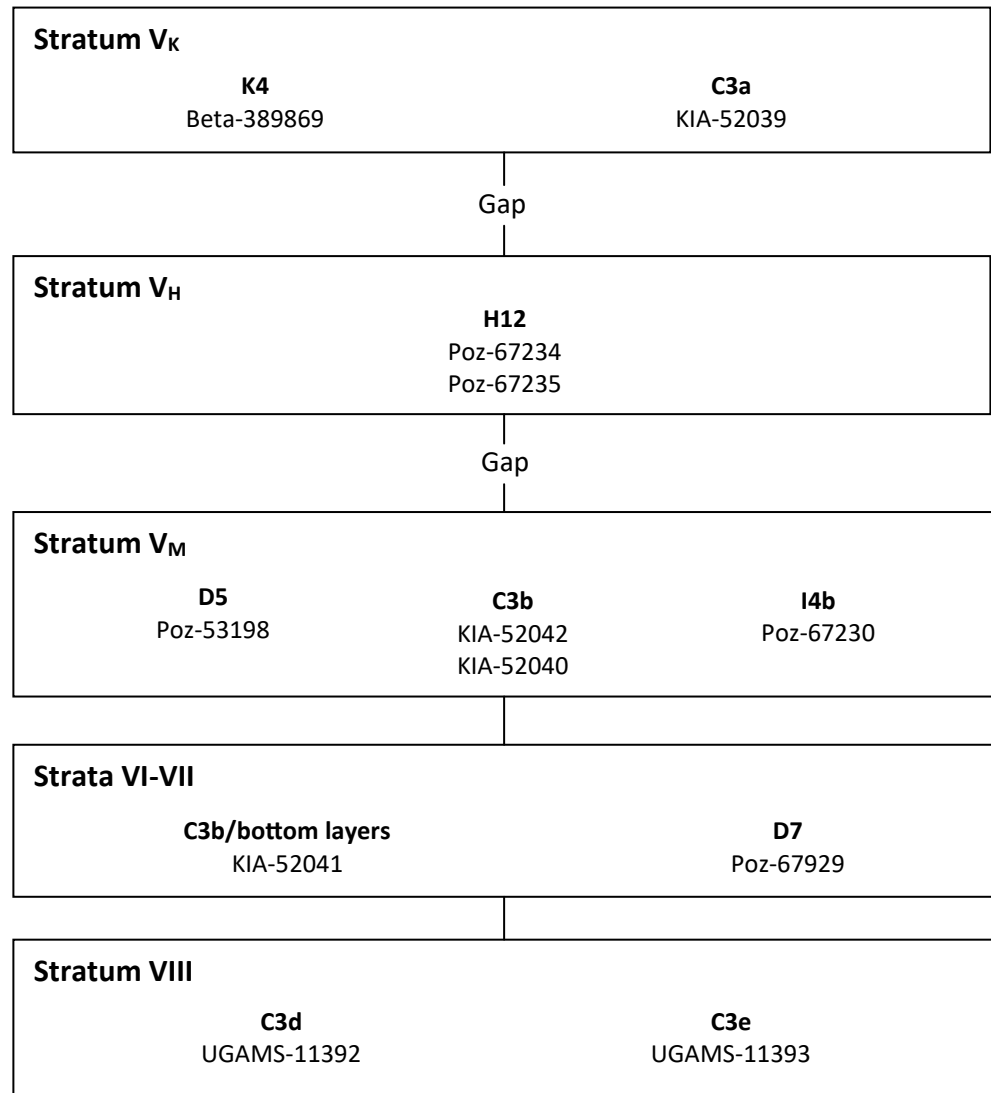 Stratum VK
K4
Beta-389869
C3a
KIA-52039
Gap
Stratum VH
H12
Poz-67234
Poz-67235
Gap
Stratum VM
D5
Poz-53198
C3b
KIA-52042
KIA-52040
I4b
Poz-67230
Strata VI-VII
C3b/bottom layers
KIA-52041
D7
Poz-67929
Stratum VIII
C3d
UGAMS-11392
C3e
UGAMS-11393